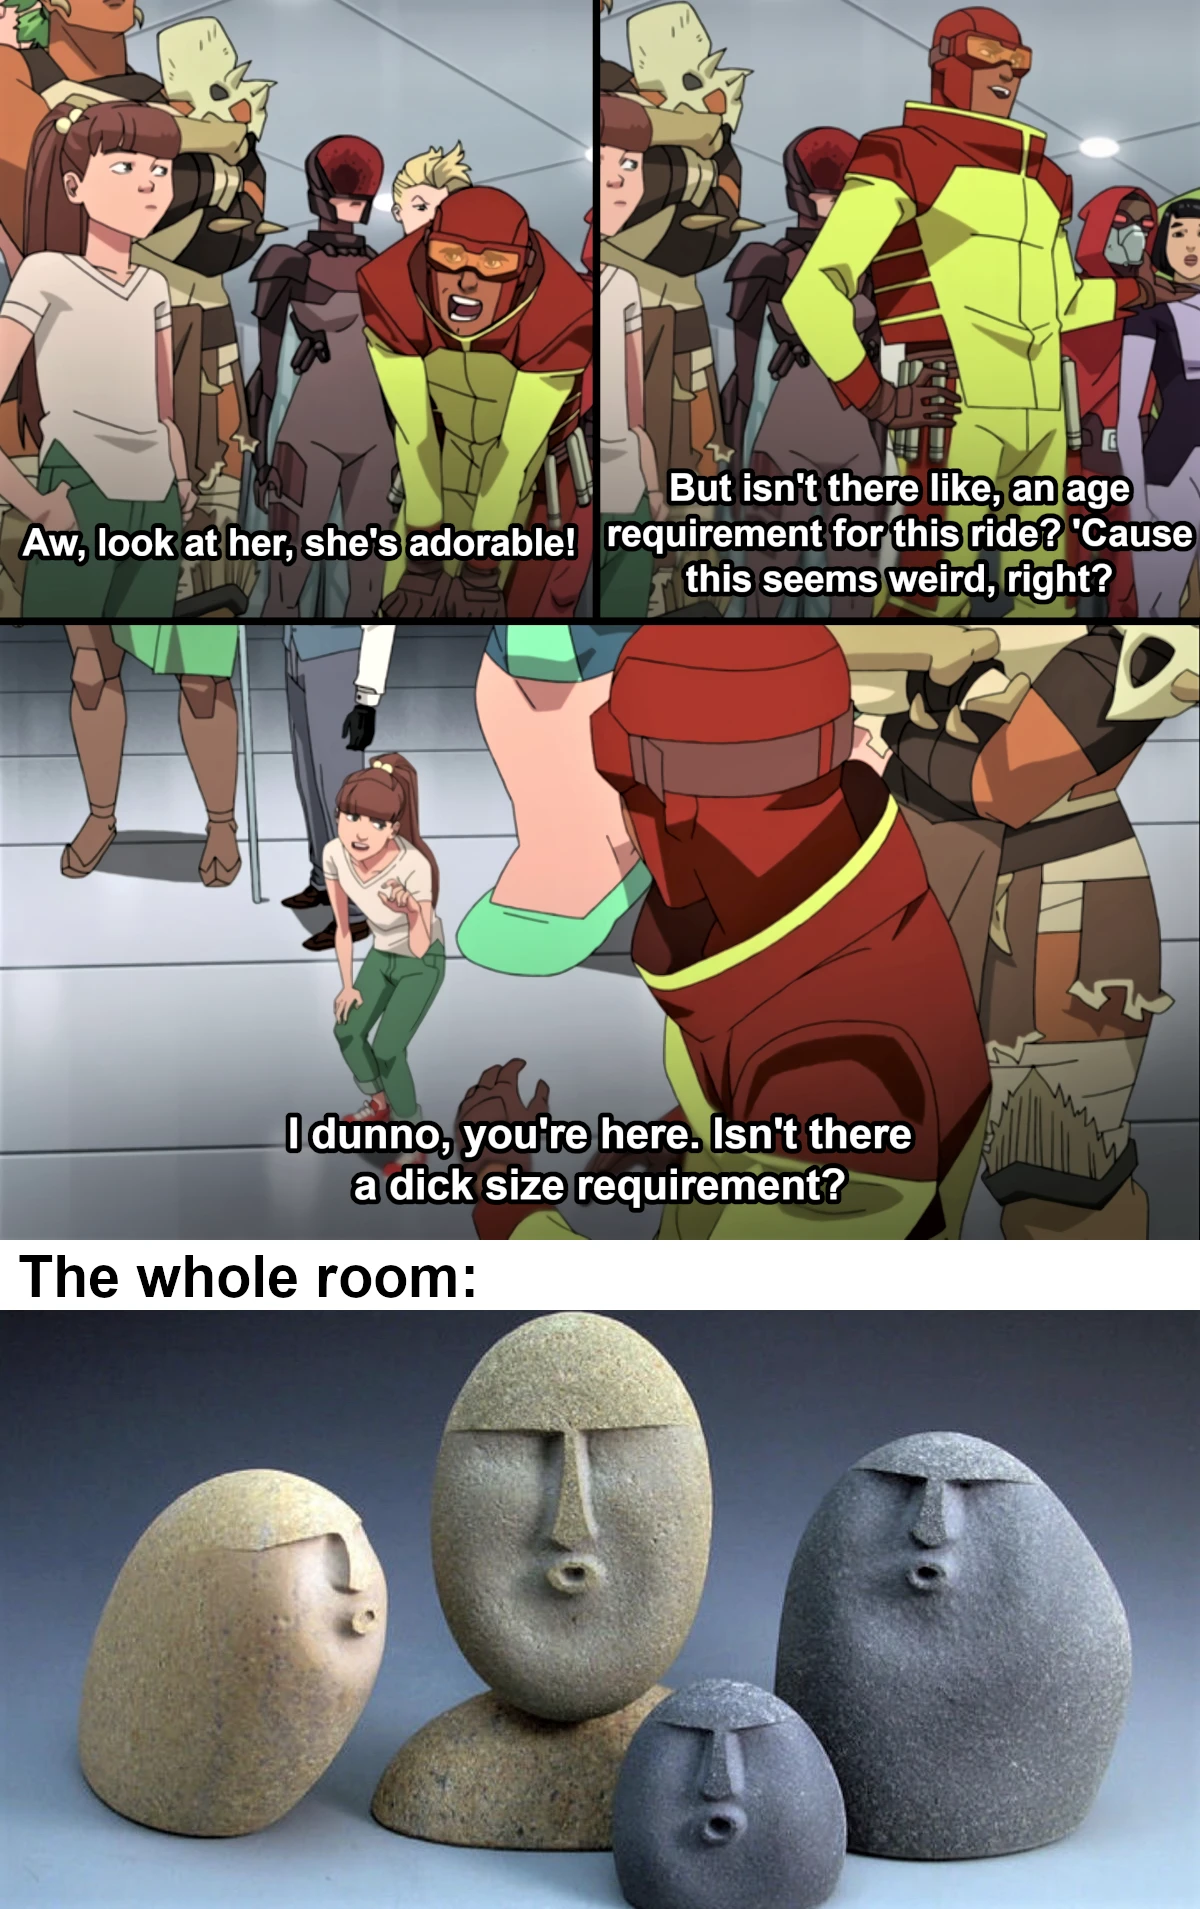 Aw, look at her, she's adorable!
But isn't there like, an age
requirement for this ride? 'Cause
this seems weird, right?
I dunno, you're here. Isn't there
a dick size requirement?
The whole room: